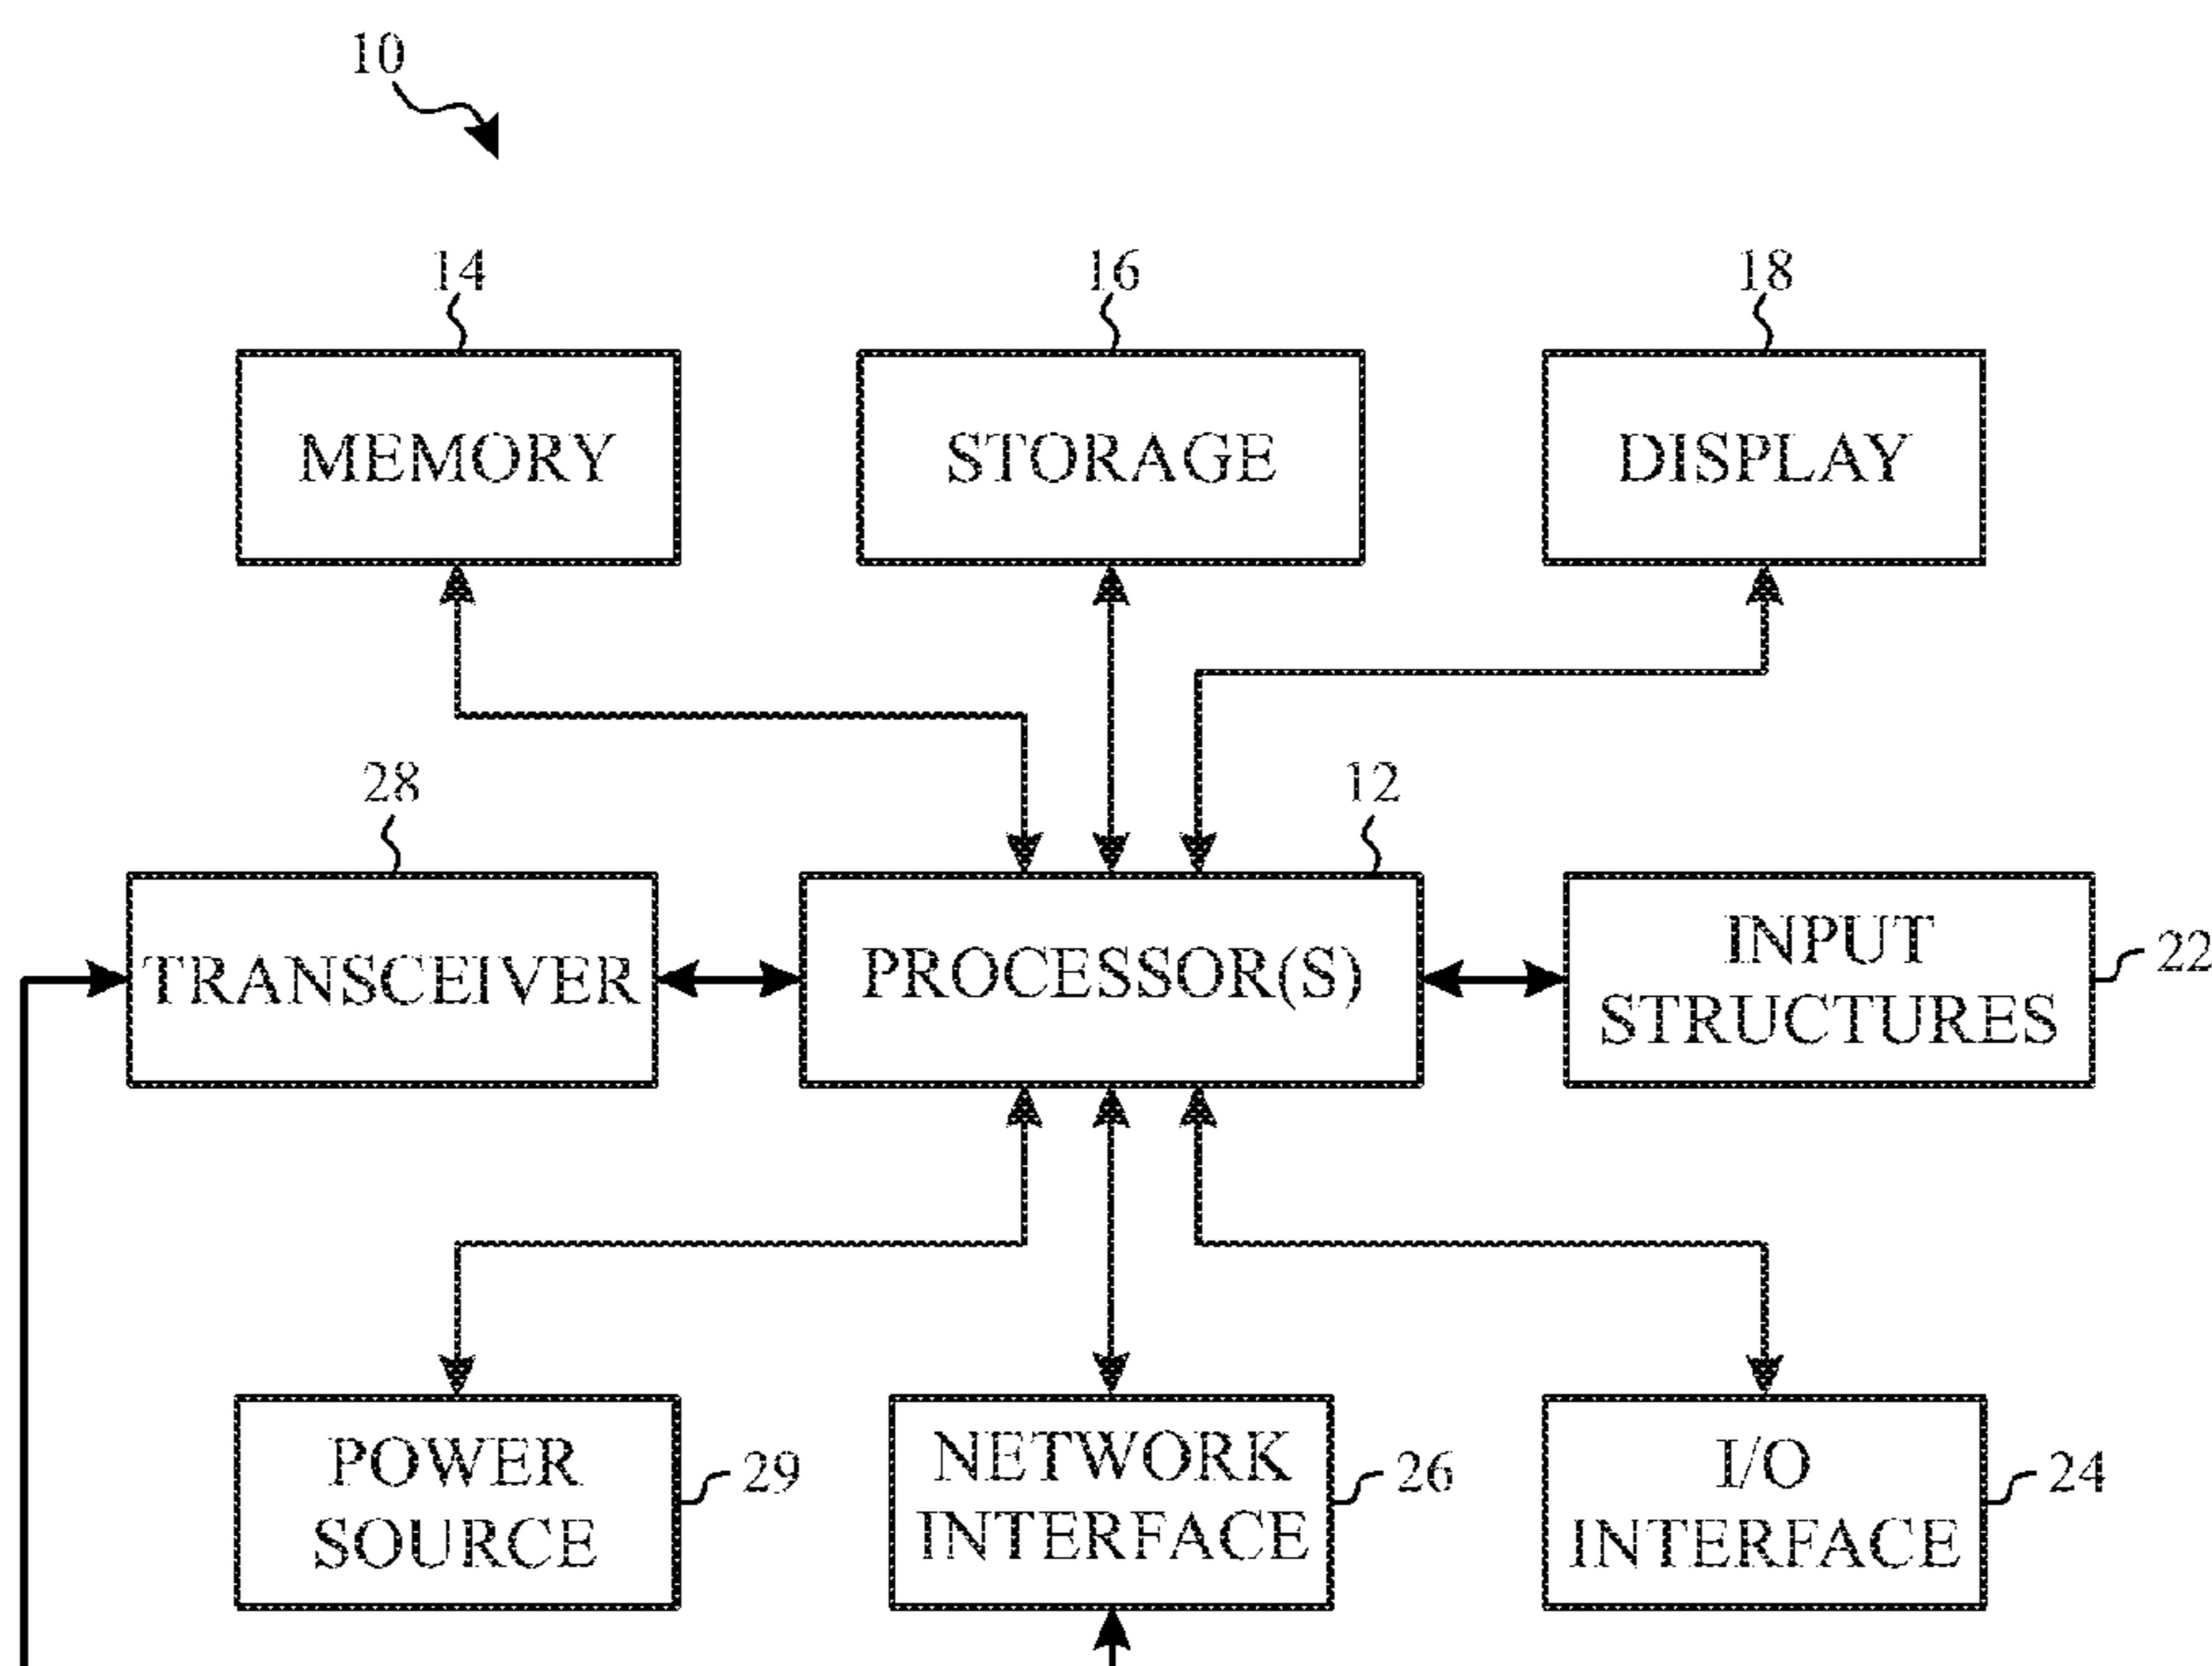 10
14
16
18
MEMORY
STORAGE
DISPLAY
28
12
TRANSCEIVER
PROCESSOR(S)
INPUT
STRUCTURES
22
POWER
SOURCE
29
NETWORK
INTERFACE
26
I/O
INTERFACE
24